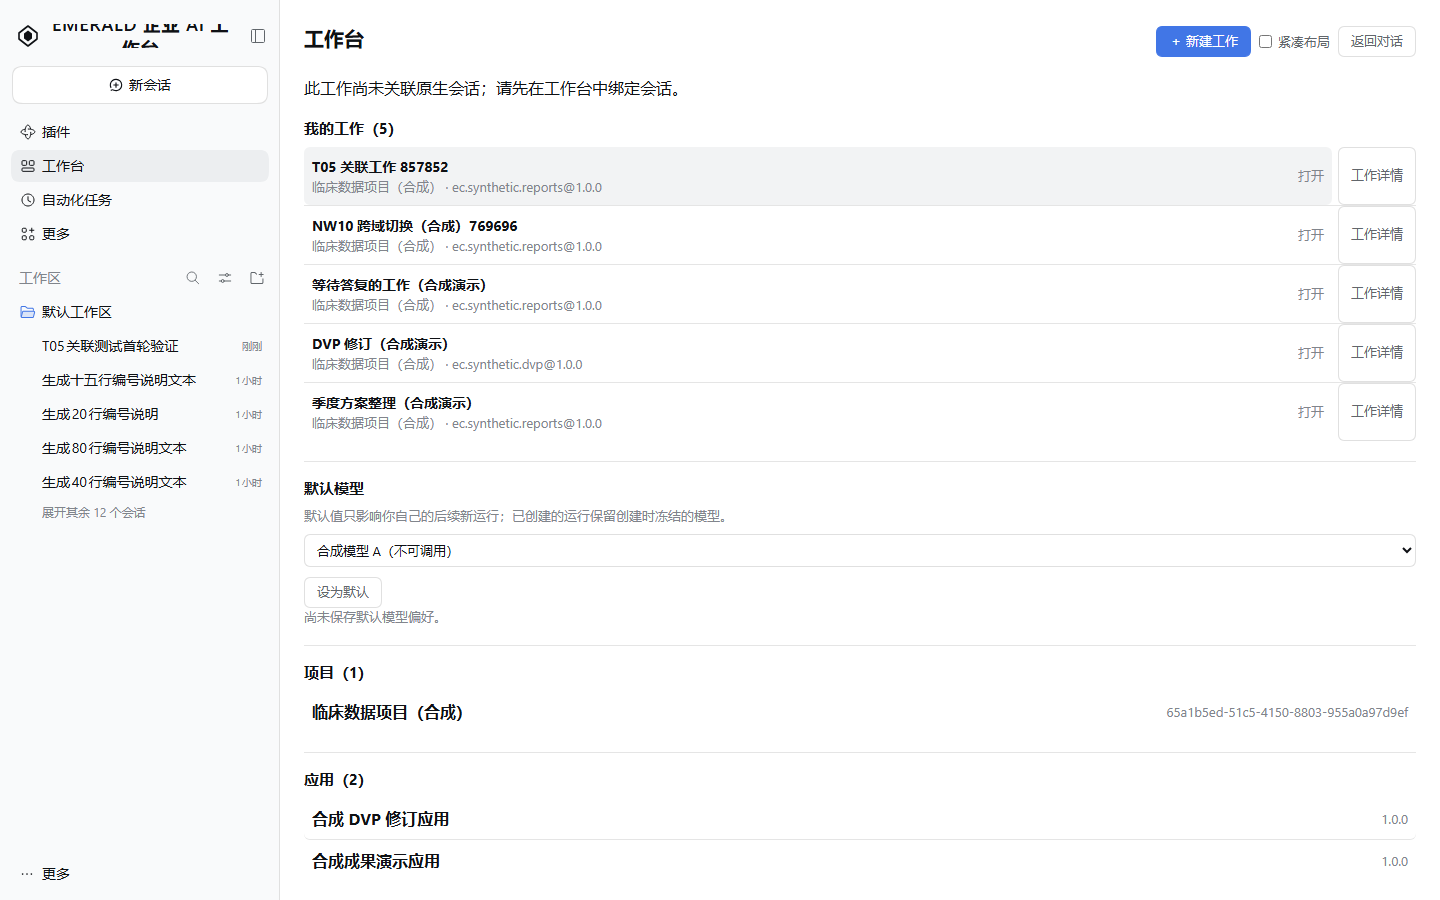 EMERALD 企业 AI 工
作台
新会话
插件
工作台
自动化任务
更多
工作区
默认工作区
T05关联测试首轮验证 刚刚
生成十五行编号说明文本 1小时
生成20行编号说明 1小时
生成80行编号说明文本 1小时
生成40行编号说明文本 1小时
展开其余 12 个会话
··· 更多
工作台
+ 新建工作 紧凑布局 返回对话
此工作尚未关联原生会话；请先在工作台中绑定会话。
我的工作（5）
T05 关联工作 857852
临床数据项目（合成） · ec.synthetic.reports@1.0.0
打开 工作详情
NW10 跨域切换（合成）769696
临床数据项目（合成） · ec.synthetic.reports@1.0.0
打开 工作详情
等待答复的工作（合成演示）
临床数据项目（合成） · ec.synthetic.reports@1.0.0
打开 工作详情
DVP 修订（合成演示）
临床数据项目（合成） · ec.synthetic.dvp@1.0.0
打开 工作详情
季度方案整理（合成演示）
临床数据项目（合成） · ec.synthetic.reports@1.0.0
打开 工作详情
默认模型
默认值只影响你自己的后续新运行；已创建的运行保留创建时冻结的模型。
合成模型 A（不可调用）
设为默认
尚未保存默认模型偏好。
项目（1）
临床数据项目（合成） 65a1b5ed-51c5-4150-8803-955a0a97d9ef
应用（2）
合成 DVP 修订应用 1.0.0
合成成果演示应用 1.0.0